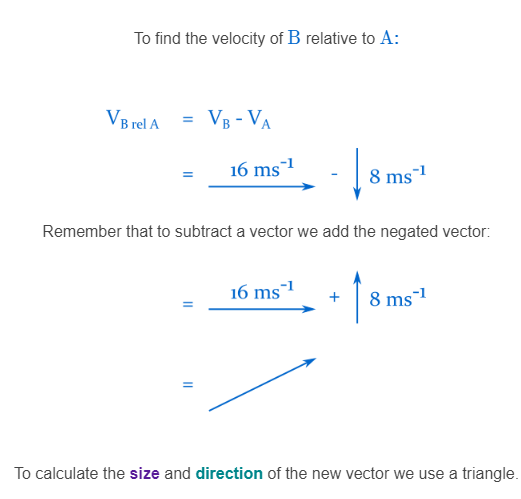 To find the velocity of B relative to A:
V_B rel A = V_B - V_A
= 16 ms⁻¹ - 8 ms⁻¹
Remember that to subtract a vector we add the negated vector:
= 16 ms⁻¹ + 8 ms⁻¹
=
To calculate the size and direction of the new vector we use a triangle.